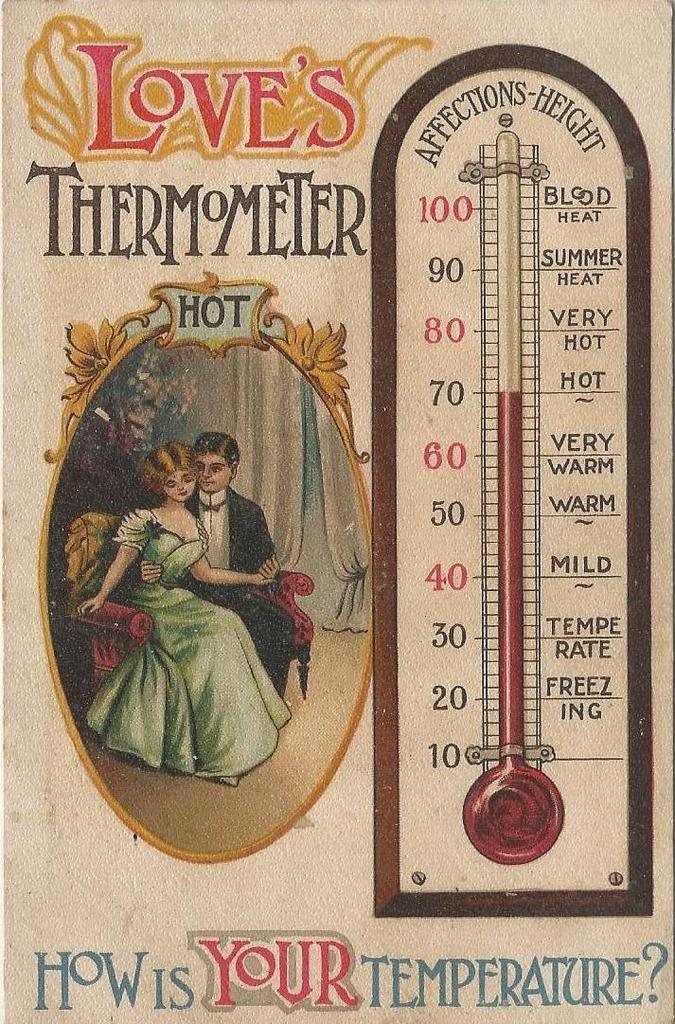 LOVE'S
THERMOMETER
HOT
AFFECTIONS-HEIGHT
100 BLOOD
HEAT
90 SUMMER
HEAT
80 VERY
HOT
70 HOT
60 VERY
WARM
50 WARM
40 MILD
30 TEMPE
RATE
20 FREEZ
ING
10
HOW IS YOUR TEMPERATURE?